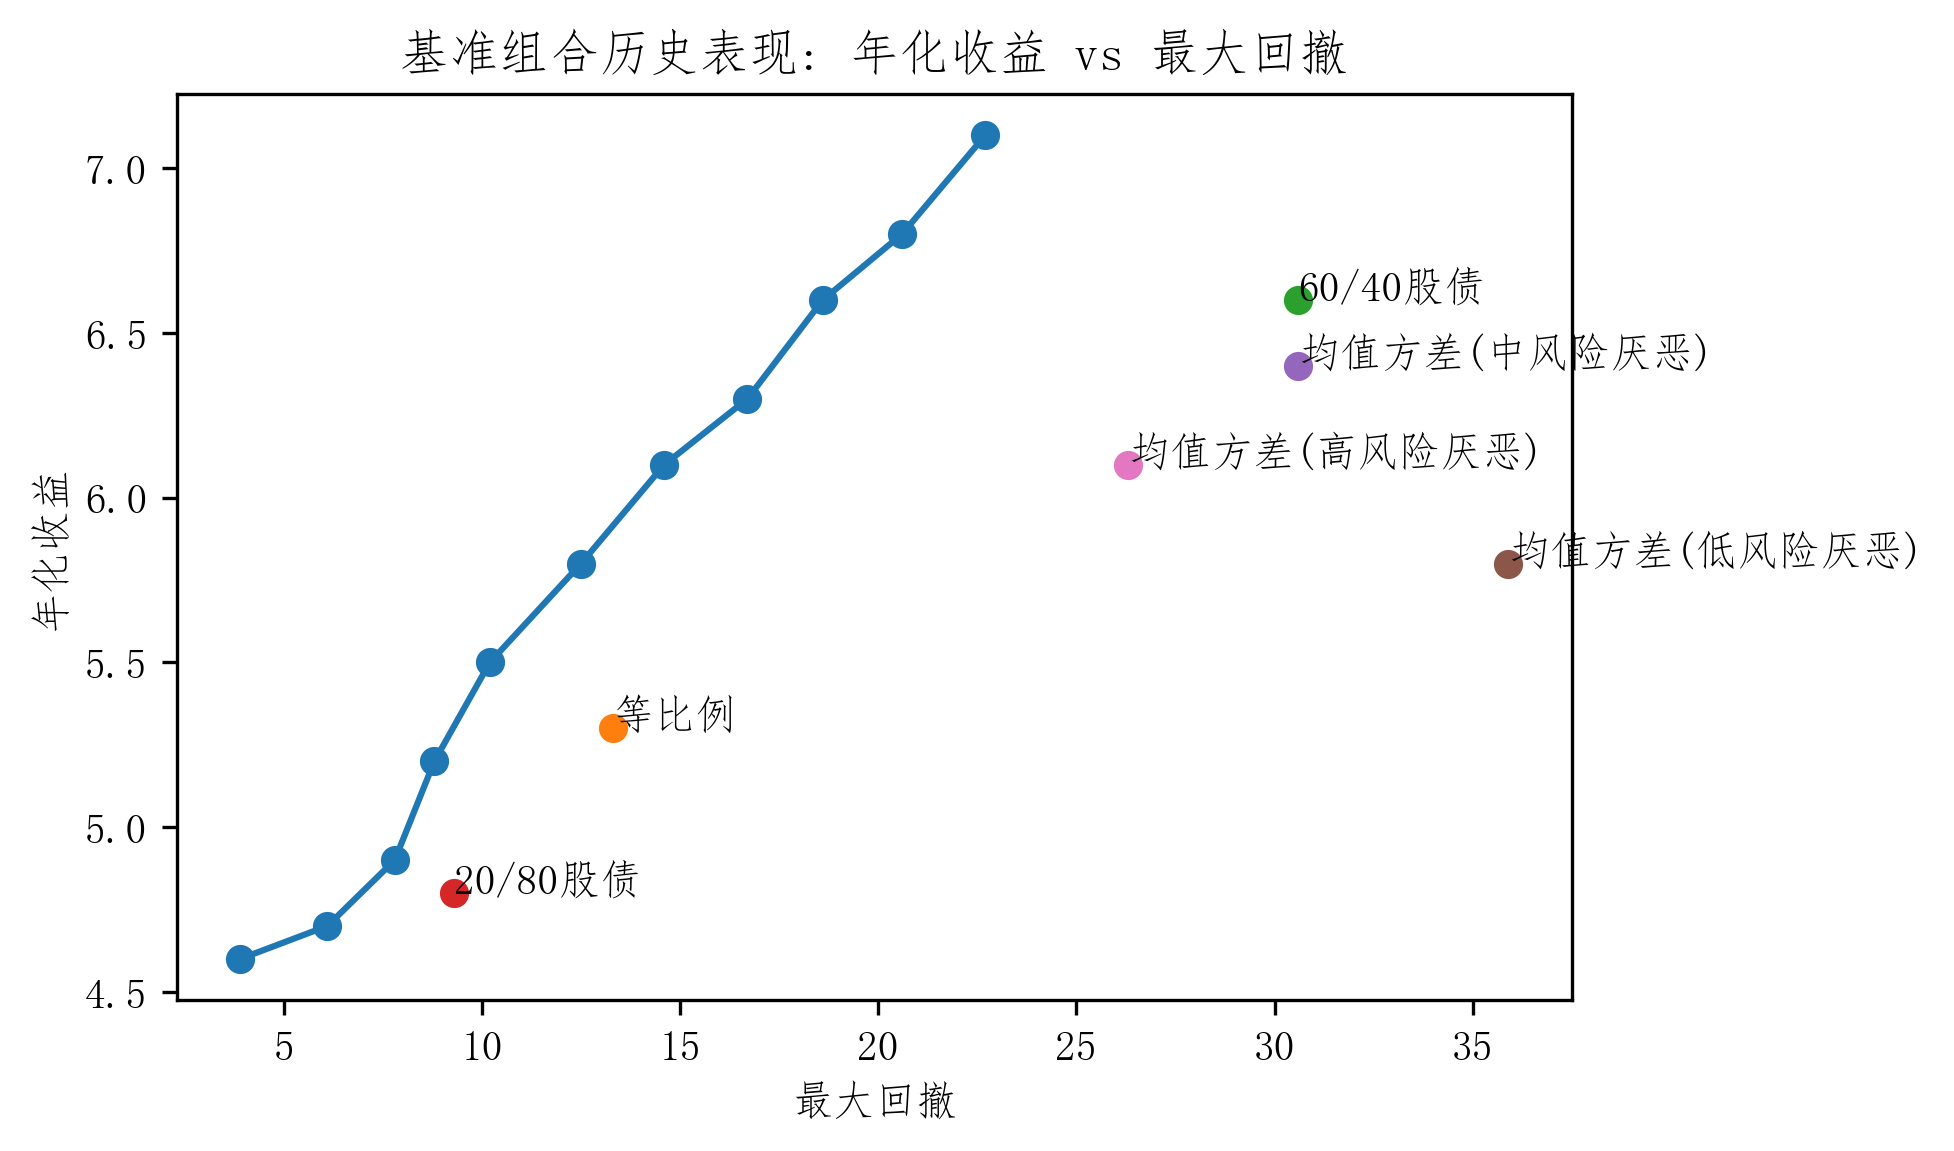 基准组合历史表现: 年化收益 vs 最大回撤
年化收益
7.0
6.5
6.0
5.5
5.0
4.5
60/40股债
均值方差(中风险厌恶)
均值方差(高风险厌恶)
均值方差(低风险厌恶)
等比例
20/80股债
5 10 15 20 25 30 35
最大回撤